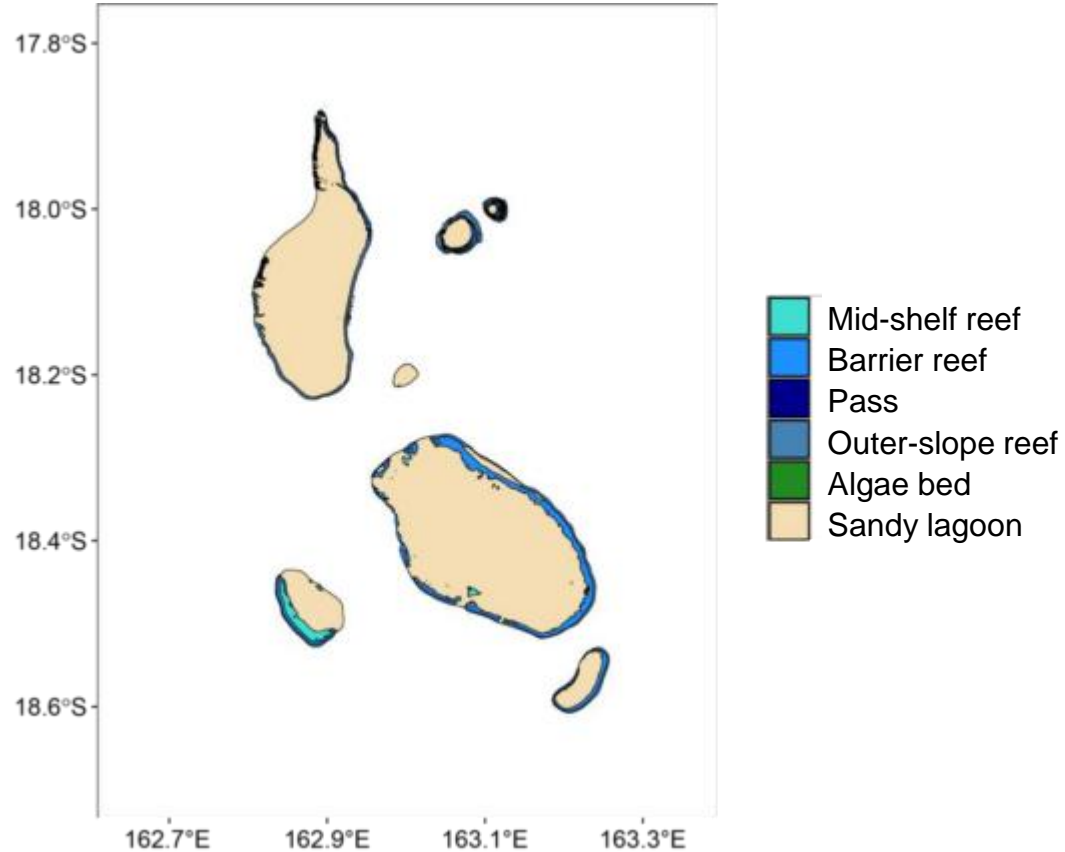 17.8°S
18.0°S
18.2°S
18.4°S
18.6°S
162.7°E 162.9°E 163.1°E 163.3°E
Mid-shelf reef
Barrier reef
Pass
Outer-slope reef
Algae bed
Sandy lagoon